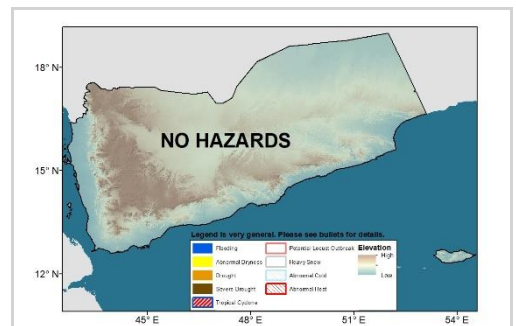 18° N
NO HAZARDS
15° N
Legend is very general. Please see bullets for details.
Flooding
Potential Locust Outbreak
Elevation
Abnormal Dryness
Heavy Snow
High
Drought
Abnormal Cold
Low
Severe Drought
Abnormal Heat
Tropical Cyclone
12° N
45° E
48° E
51° E
54° E